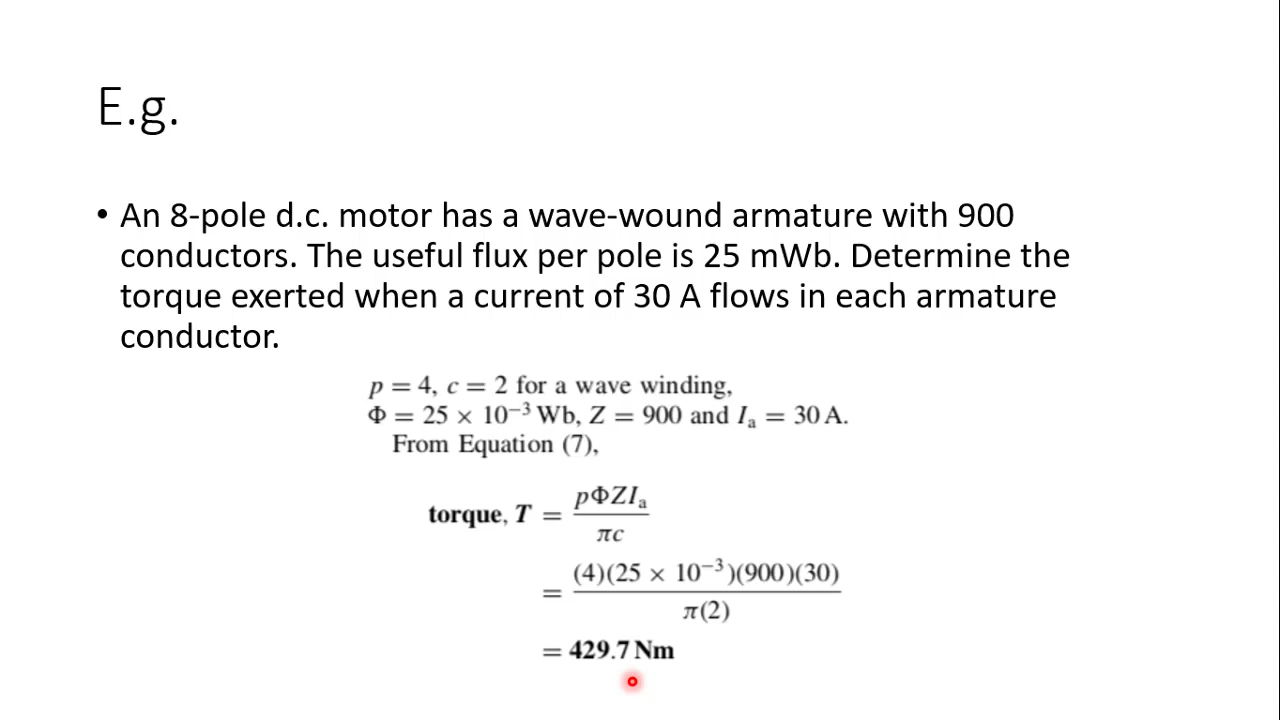 E.g.
• An 8-pole d.c. motor has a wave-wound armature with 900
conductors. The useful flux per pole is 25 mWb. Determine the
torque exerted when a current of 30 A flows in each armature
conductor.
p = 4, c = 2 for a wave winding,
Φ = 25 × 10⁻³ Wb, Z = 900 and Iₐ = 30 A.
From Equation (7),
torque, T = pΦZIₐ / πc
= (4)(25 × 10⁻³)(900)(30) / π(2)
= 429.7 Nm